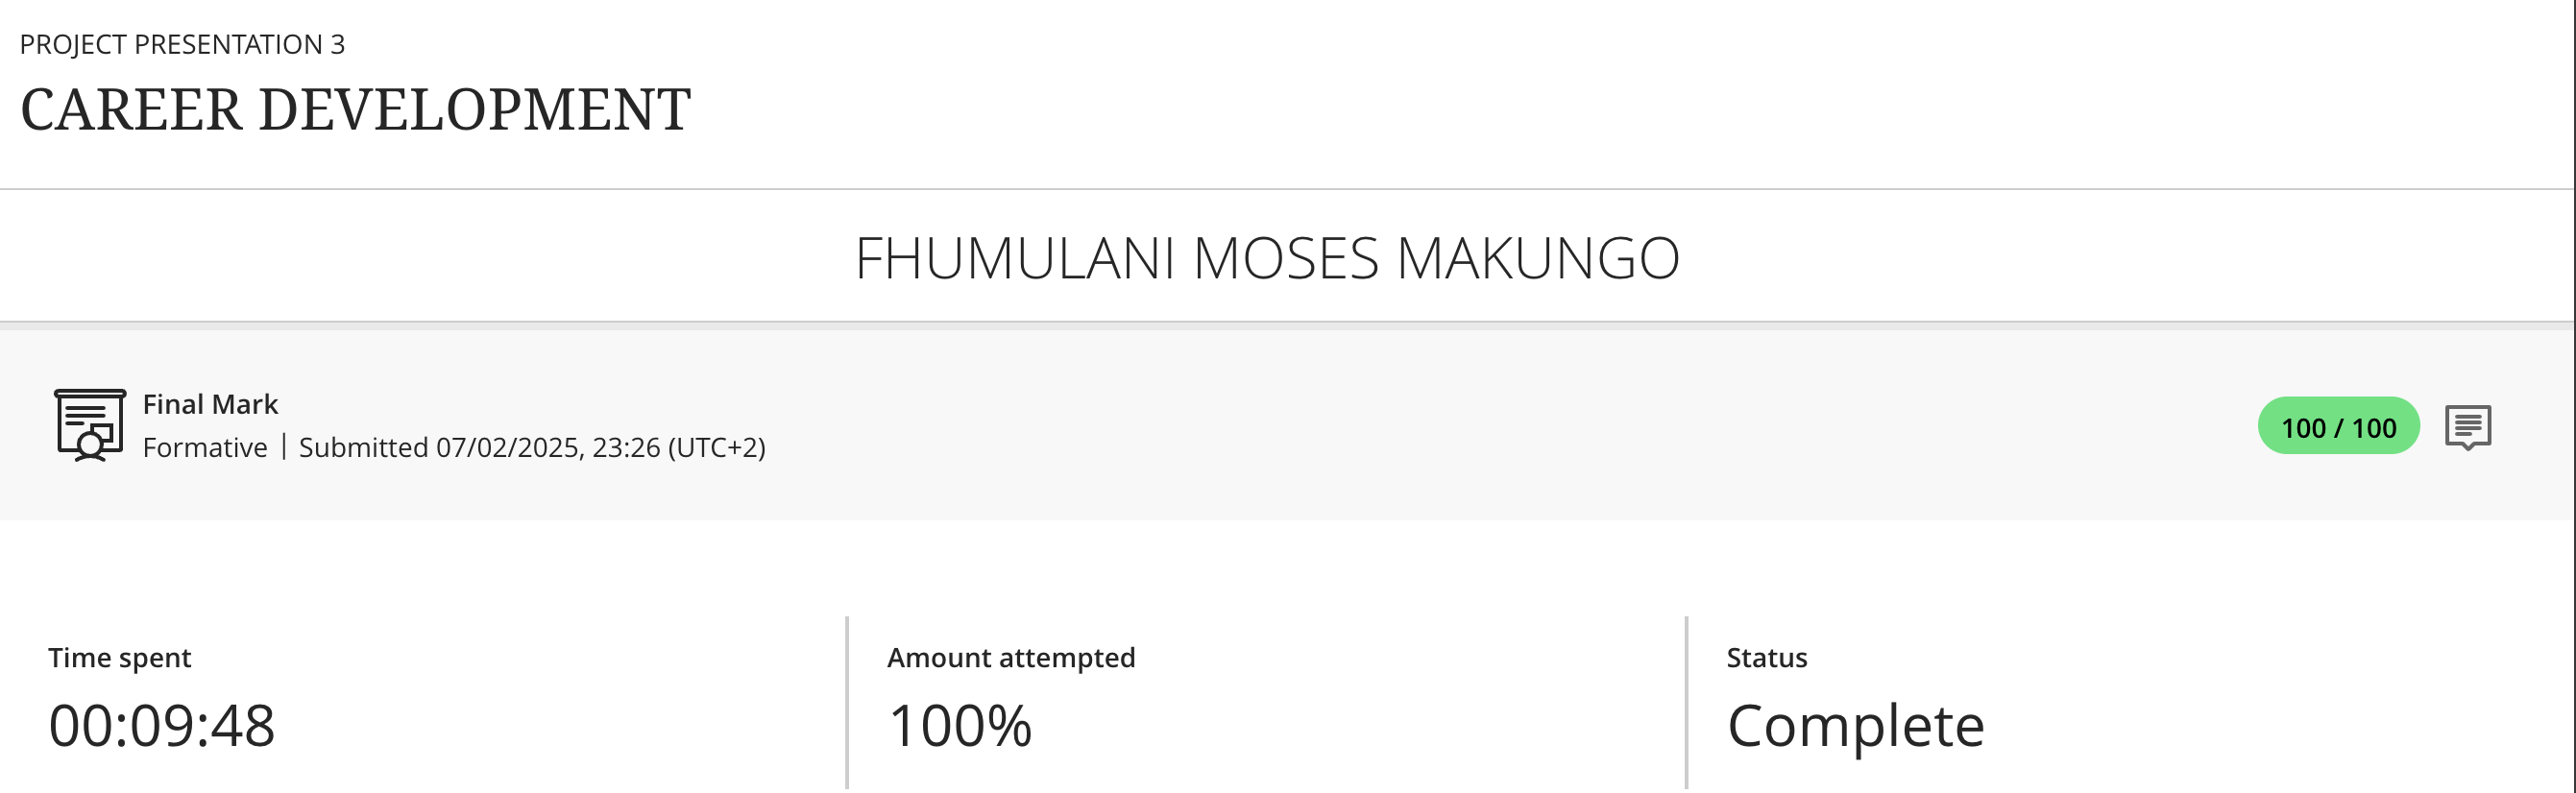 PROJECT PRESENTATION 3
CAREER DEVELOPMENT
FHUMULANI MOSES MAKUNGO
Final Mark
Formative | Submitted 07/02/2025, 23:26 (UTC+2)
100 / 100
Time spent
00:09:48
Amount attempted
100%
Status
Complete